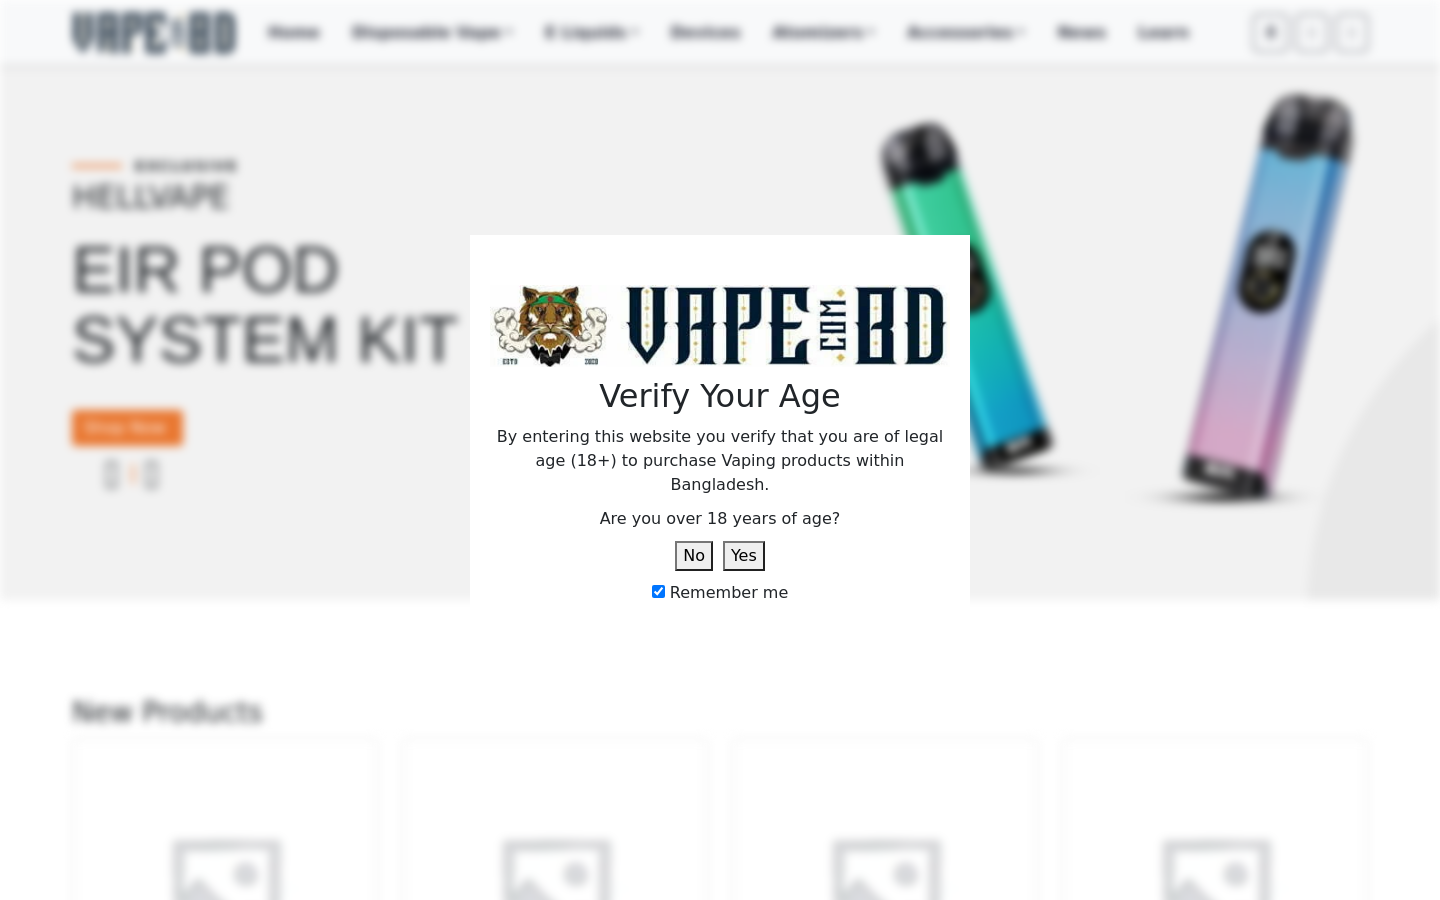 VAPE.COM.BD
Home Disposable Vape E Liquids Devices Atomizers Accessories News Learn
EXCLUSIVE
HELLVAPE
EIR POD
SYSTEM KIT
Shop Now
ESTD 2020
VAPE.COM.BD
Verify Your Age
By entering this website you verify that you are of legal
age (18+) to purchase Vaping products within
Bangladesh.
Are you over 18 years of age?
No Yes
Remember me
New Products